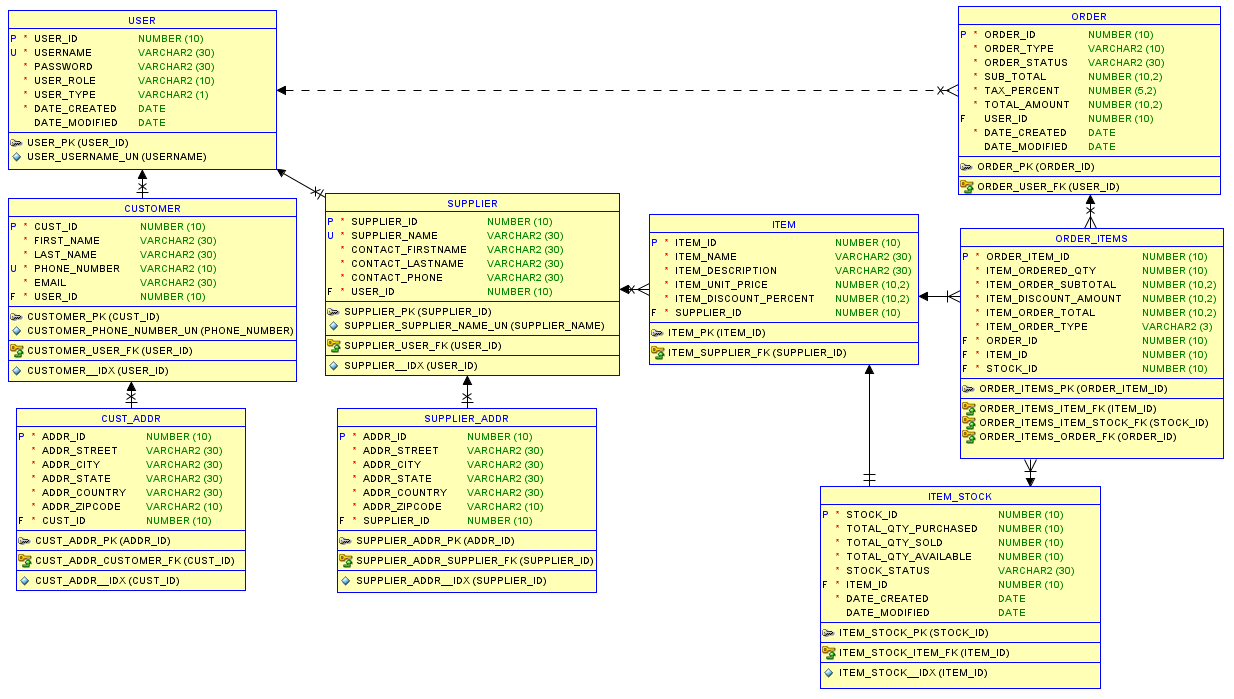 USER
P * USER_ID NUMBER (10)
U * USERNAME VARCHAR2 (30)
* PASSWORD VARCHAR2 (30)
* USER_ROLE VARCHAR2 (10)
* USER_TYPE VARCHAR2 (1)
* DATE_CREATED DATE
DATE_MODIFIED DATE
USER_PK (USER_ID)
USER_USERNAME_UN (USERNAME)
ORDER
P * ORDER_ID NUMBER (10)
* ORDER_TYPE VARCHAR2 (10)
* ORDER_STATUS VARCHAR2 (30)
* SUB_TOTAL NUMBER (10,2)
* TAX_PERCENT NUMBER (5,2)
* TOTAL_AMOUNT NUMBER (10,2)
F USER_ID NUMBER (10)
* DATE_CREATED DATE
DATE_MODIFIED DATE
ORDER_PK (ORDER_ID)
ORDER_USER_FK (USER_ID)
CUSTOMER
P * CUST_ID NUMBER (10)
* FIRST_NAME VARCHAR2 (30)
* LAST_NAME VARCHAR2 (30)
U * PHONE_NUMBER VARCHAR2 (10)
* EMAIL VARCHAR2 (30)
F * USER_ID NUMBER (10)
CUSTOMER_PK (CUST_ID)
CUSTOMER_PHONE_NUMBER_UN (PHONE_NUMBER)
CUSTOMER_USER_FK (USER_ID)
CUSTOMER__IDX (USER_ID)
SUPPLIER
P * SUPPLIER_ID NUMBER (10)
U * SUPPLIER_NAME VARCHAR2 (30)
* CONTACT_FIRSTNAME VARCHAR2 (30)
* CONTACT_LASTNAME VARCHAR2 (30)
* CONTACT_PHONE VARCHAR2 (30)
F * USER_ID NUMBER (10)
SUPPLIER_PK (SUPPLIER_ID)
SUPPLIER_SUPPLIER_NAME_UN (SUPPLIER_NAME)
SUPPLIER_USER_FK (USER_ID)
SUPPLIER__IDX (USER_ID)
ITEM
P * ITEM_ID NUMBER (10)
* ITEM_NAME VARCHAR2 (30)
* ITEM_DESCRIPTION VARCHAR2 (30)
* ITEM_UNIT_PRICE NUMBER (10,2)
* ITEM_DISCOUNT_PERCENT NUMBER (10,2)
F * SUPPLIER_ID NUMBER (10)
ITEM_PK (ITEM_ID)
ITEM_SUPPLIER_FK (SUPPLIER_ID)
ORDER_ITEMS
P * ORDER_ITEM_ID NUMBER (10)
* ITEM_ORDERED_QTY NUMBER (10)
* ITEM_ORDER_SUBTOTAL NUMBER (10,2)
* ITEM_DISCOUNT_AMOUNT NUMBER (10,2)
* ITEM_ORDER_TOTAL NUMBER (10,2)
* ITEM_ORDER_TYPE VARCHAR2 (3)
F * ORDER_ID NUMBER (10)
F * ITEM_ID NUMBER (10)
F * STOCK_ID NUMBER (10)
ORDER_ITEMS_PK (ORDER_ITEM_ID)
ORDER_ITEMS_ITEM_FK (ITEM_ID)
ORDER_ITEMS_ITEM_STOCK_FK (STOCK_ID)
ORDER_ITEMS_ORDER_FK (ORDER_ID)
CUST_ADDR
P * ADDR_ID NUMBER (10)
* ADDR_STREET VARCHAR2 (30)
* ADDR_CITY VARCHAR2 (30)
* ADDR_STATE VARCHAR2 (30)
* ADDR_COUNTRY VARCHAR2 (30)
* ADDR_ZIPCODE VARCHAR2 (10)
F * CUST_ID NUMBER (10)
CUST_ADDR_PK (ADDR_ID)
CUST_ADDR_CUSTOMER_FK (CUST_ID)
CUST_ADDR__IDX (CUST_ID)
SUPPLIER_ADDR
P * ADDR_ID NUMBER (10)
* ADDR_STREET VARCHAR2 (30)
* ADDR_CITY VARCHAR2 (30)
* ADDR_STATE VARCHAR2 (30)
* ADDR_COUNTRY VARCHAR2 (30)
* ADDR_ZIPCODE VARCHAR2 (10)
F * SUPPLIER_ID NUMBER (10)
SUPPLIER_ADDR_PK (ADDR_ID)
SUPPLIER_ADDR_SUPPLIER_FK (SUPPLIER_ID)
SUPPLIER_ADDR__IDX (SUPPLIER_ID)
ITEM_STOCK
P * STOCK_ID NUMBER (10)
* TOTAL_QTY_PURCHASED NUMBER (10)
* TOTAL_QTY_SOLD NUMBER (10)
* TOTAL_QTY_AVAILABLE NUMBER (10)
* STOCK_STATUS VARCHAR2 (30)
F * ITEM_ID NUMBER (10)
* DATE_CREATED DATE
DATE_MODIFIED DATE
ITEM_STOCK_PK (STOCK_ID)
ITEM_STOCK_ITEM_FK (ITEM_ID)
ITEM_STOCK__IDX (ITEM_ID)